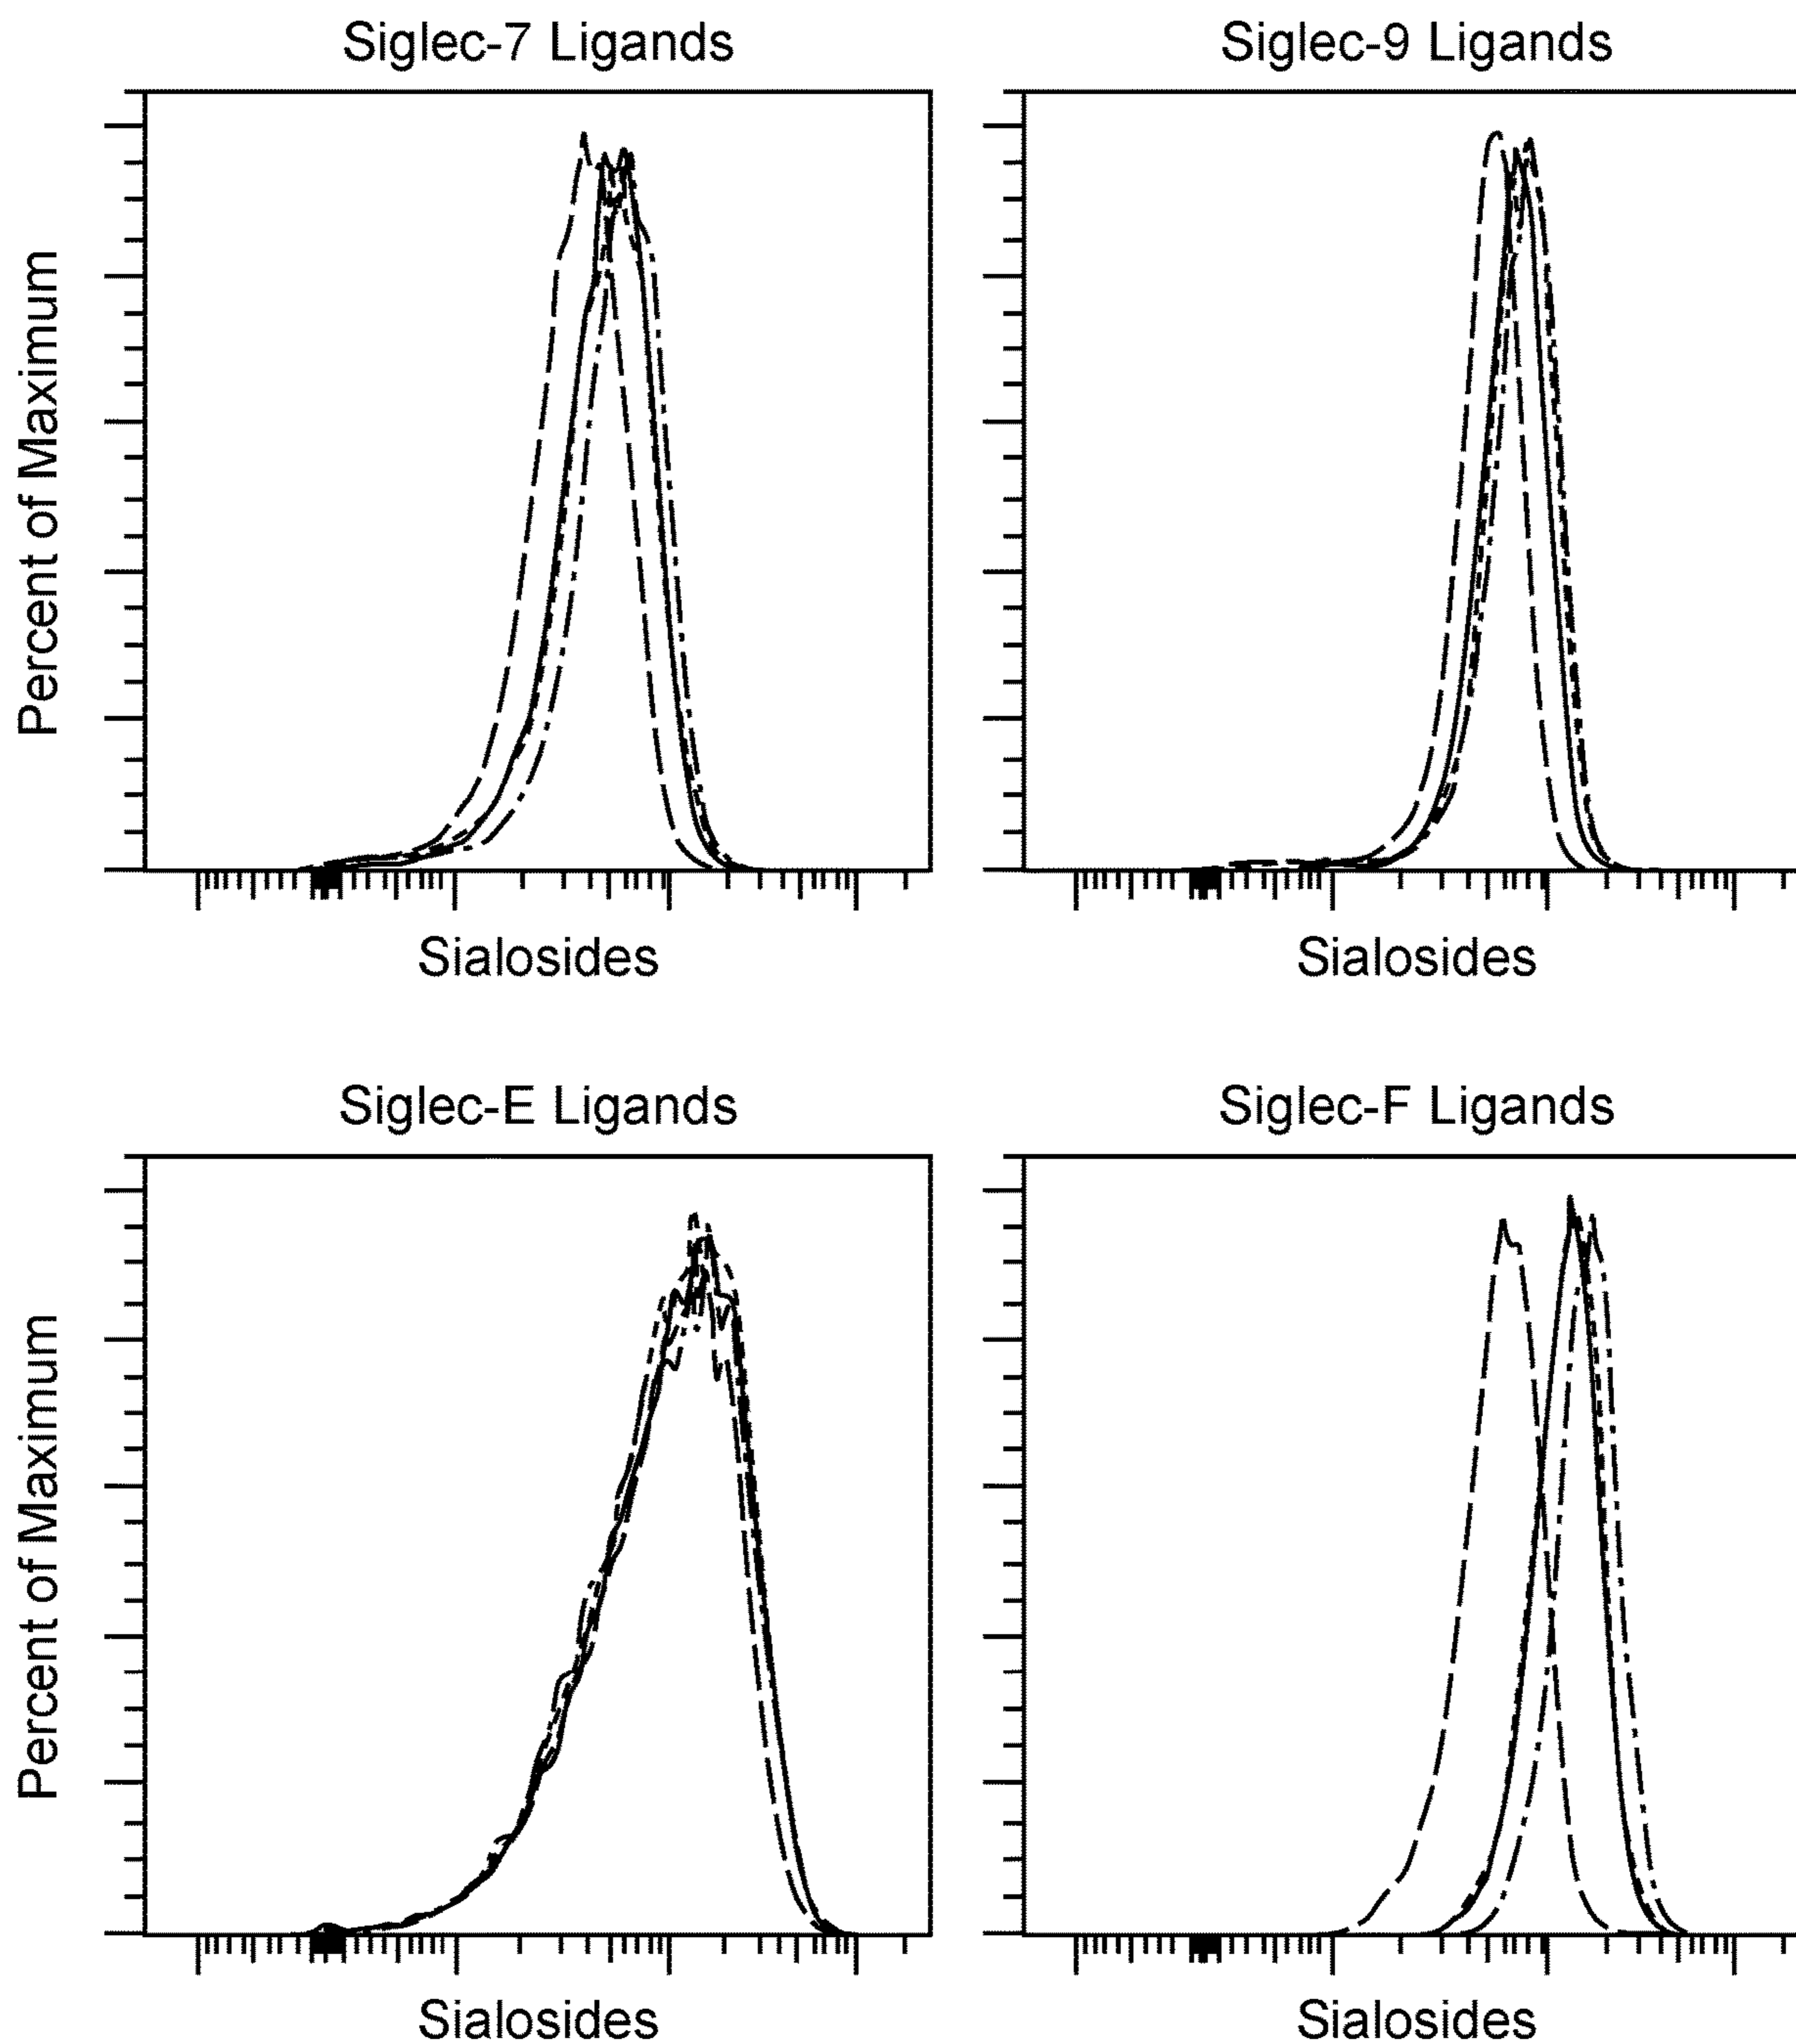 Siglec-7 Ligands
Siglec-9 Ligands
Percent of Maximum
Sialosides
Sialosides
Siglec-E Ligands
Siglec-F Ligands
Percent of Maximum
Sialosides
Sialosides